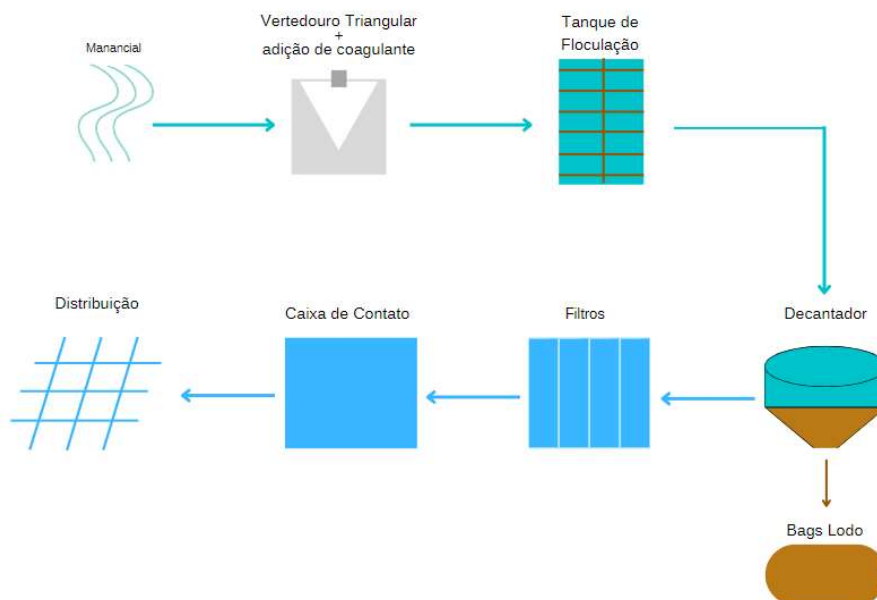 Manancial
Vertedouro Triangular
+
adição de coagulante
Tanque de
Floculação
Distribuição
Caixa de Contato
Filtros
Decantador
Bags Lodo